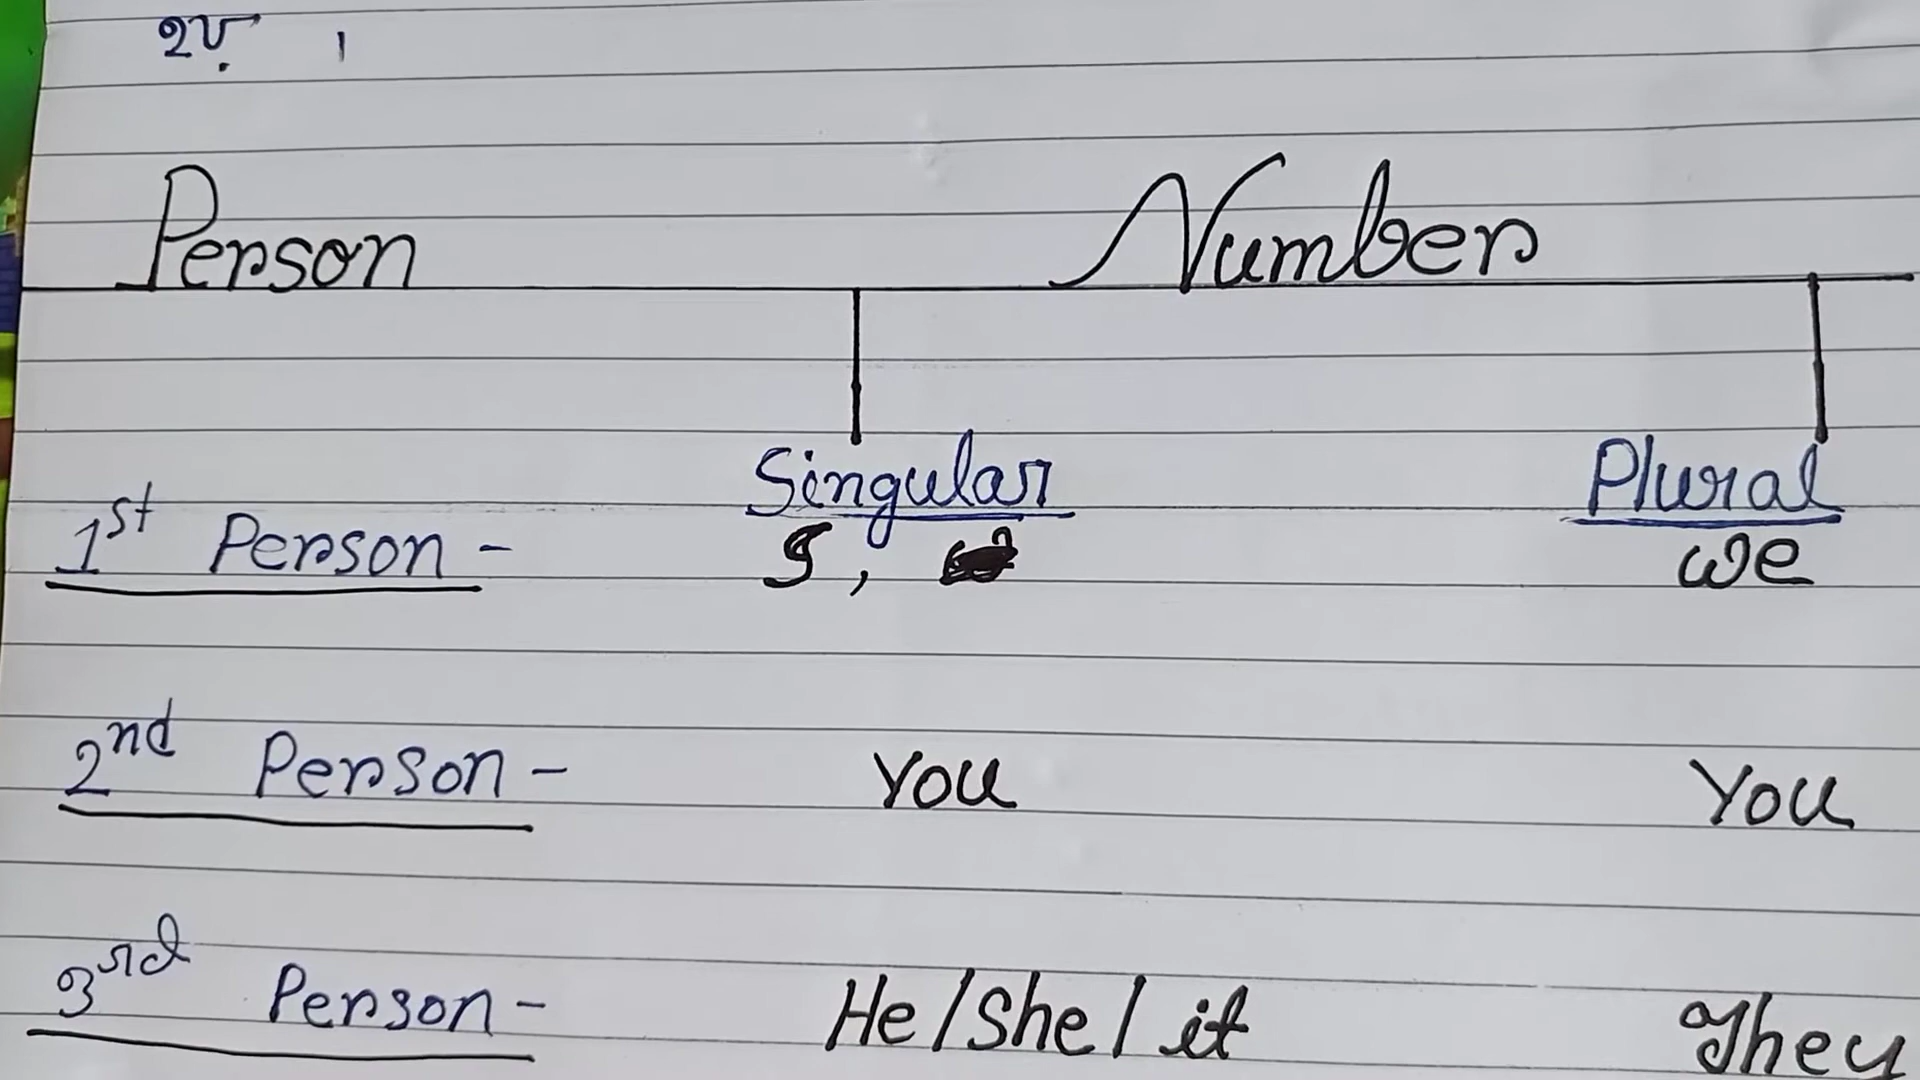 Person Number
Singular Plural
1st Person - I, we
2nd Person - You You
3rd Person - He/She/it They